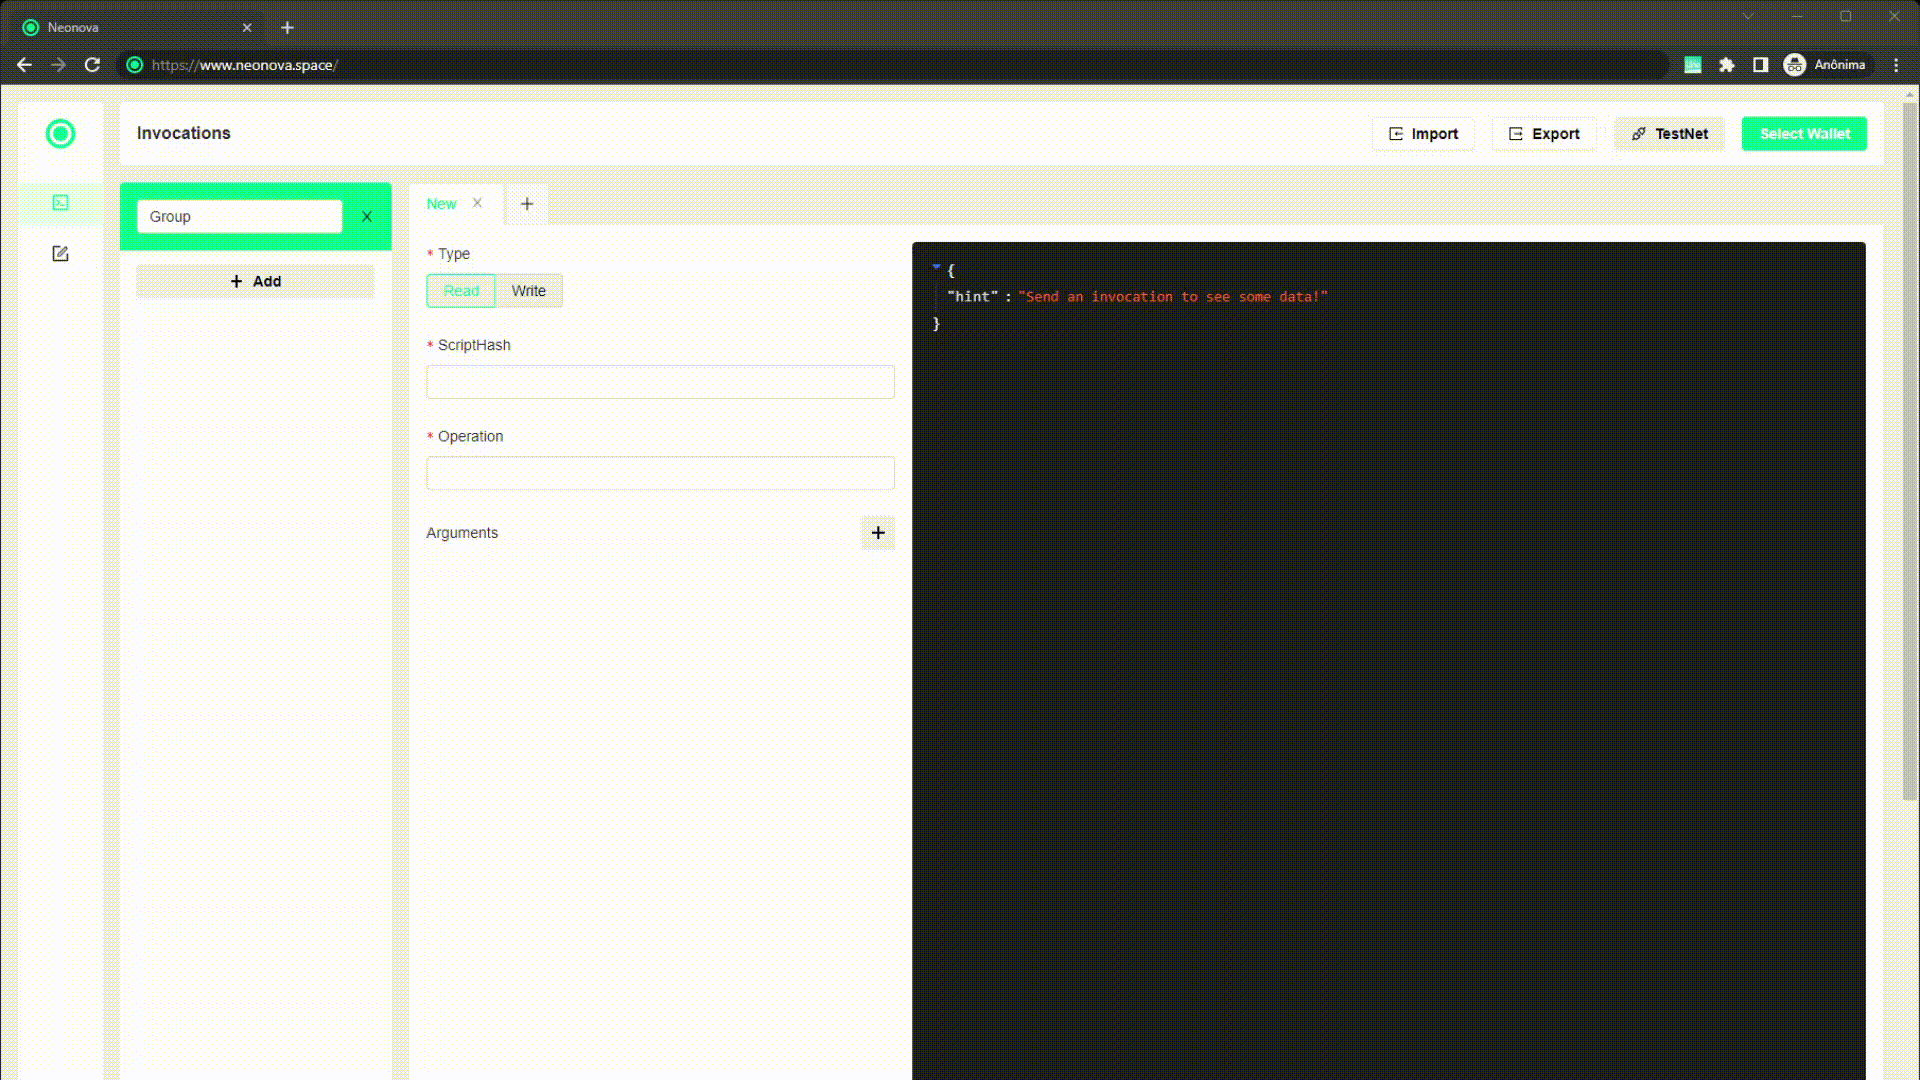 Neonova
https://www.neonova.space/
Anônima
Invocations
Import
Export
TestNet
Select Wallet
Group
Add
New
* Type
Read
Write
* ScriptHash
* Operation
Arguments
{
"hint" : "Send an invocation to see some data!"
}